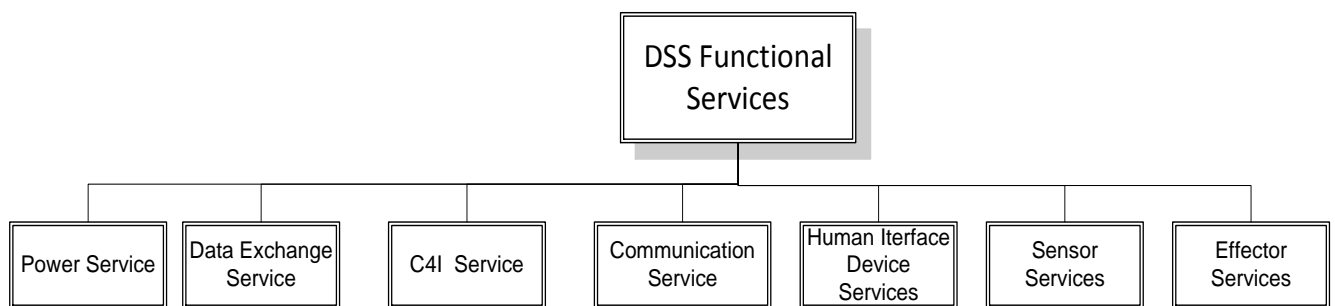 DSS Functional
Services
Power Service
Data Exchange
Service
C4I  Service
Communication
Service
Human Iterface
Device
Services
Sensor
Services
Effector
Services